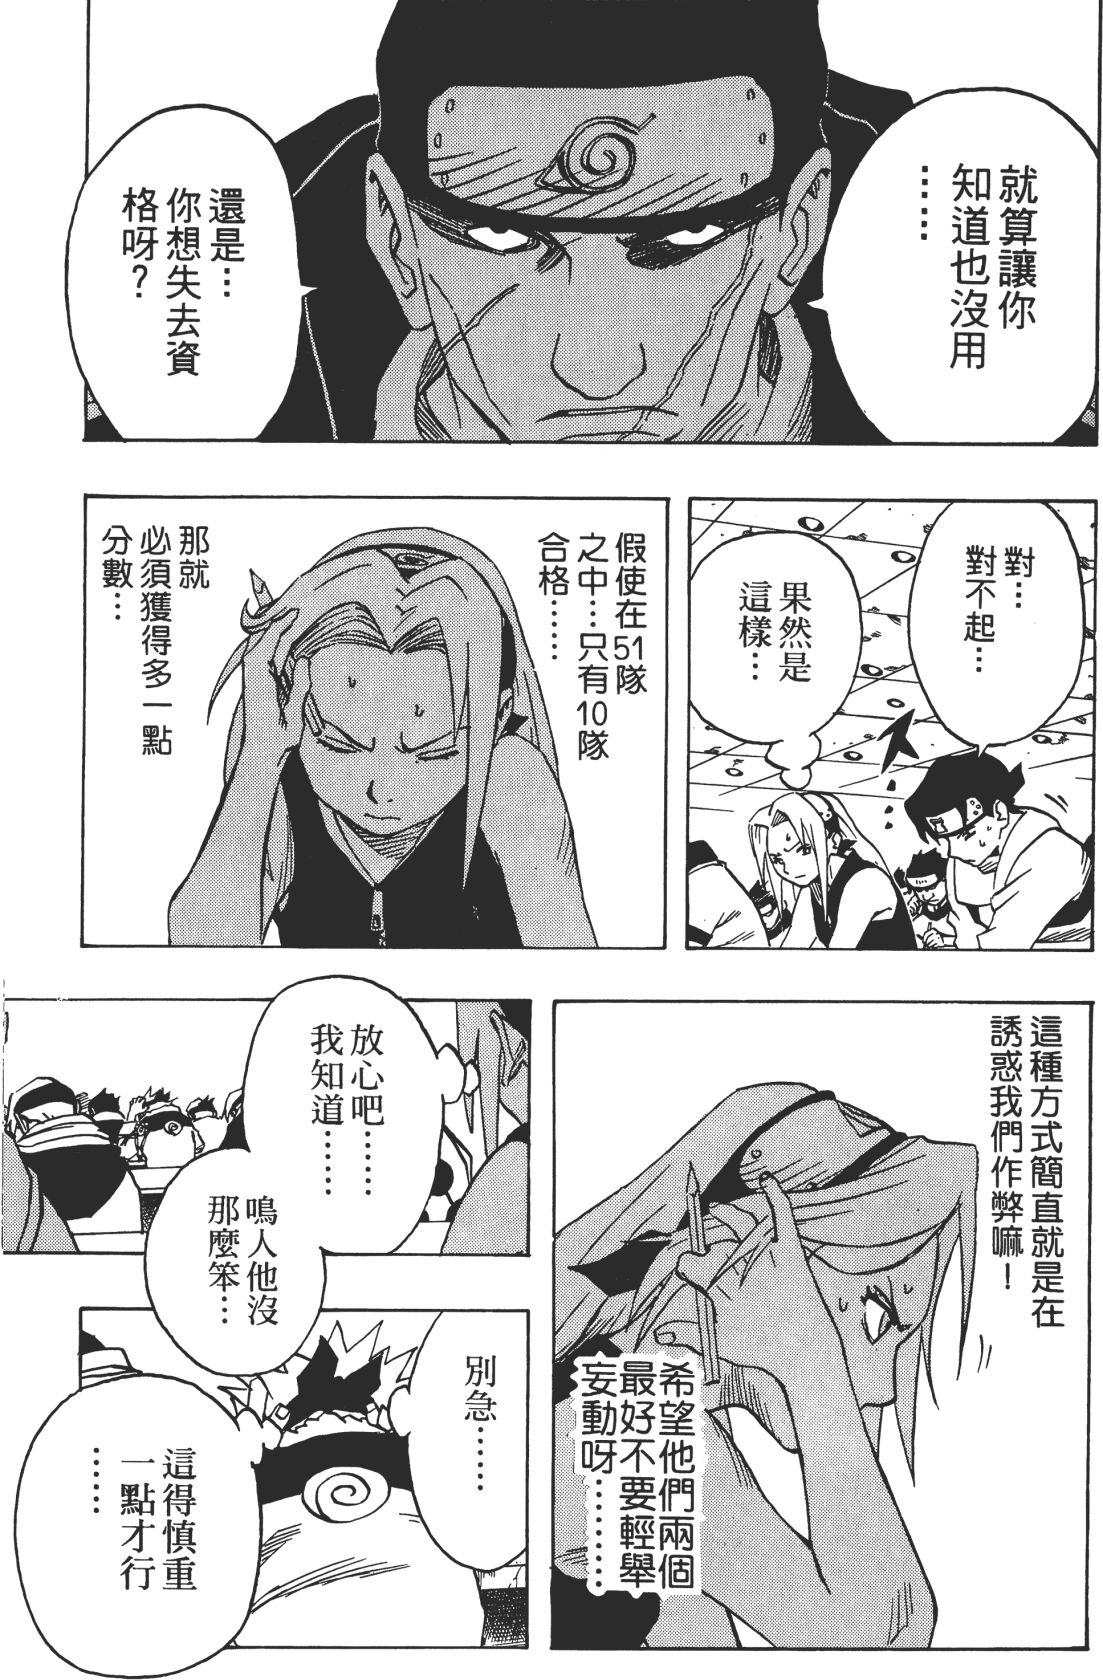 就算讓你
知道也沒用
……
還是…
你想失去資
格呀？
對…
對不起…
果然是
這樣…
假使在51隊
之中…只有10隊
合格……
那就
必須獲得多一點
分數…
這種方式簡直就是在
誘惑我們作弊嘛！
希望他們兩個
最好不要輕舉
妄動呀………
放心吧……
我知道……
鳴人他沒
那麼笨…
別急……
這得慎重
一點才行
……